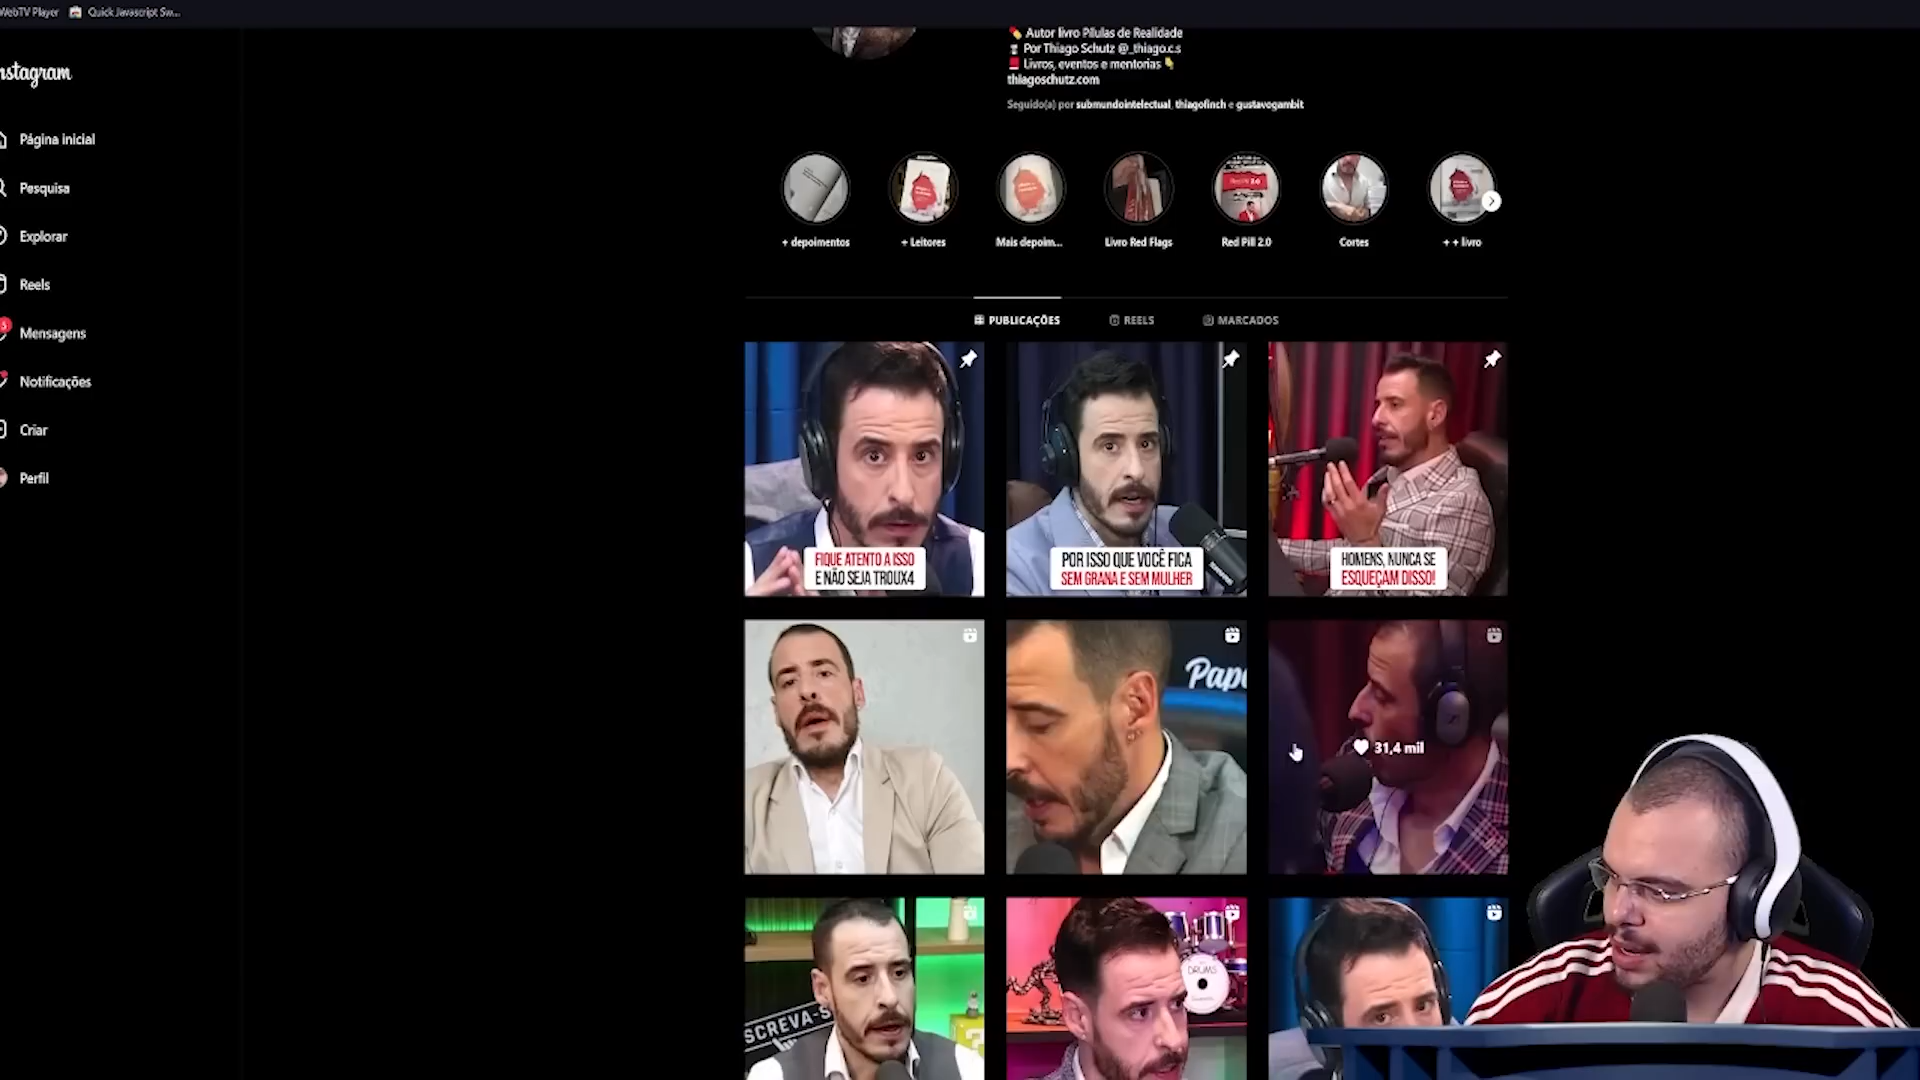 WebTV Player
Quick Javascript Sw...
Autor livro Pílulas de Realidade
Por Thiago Schutz @_thiago.c.s
Livros, eventos e mentorias
thiagoschutz.com
Seguido(a) por submundointelectual, thiagofinch e gustavogambit
nstagram
Página inicial
Pesquisa
Explorar
Reels
5
Mensagens
Notificações
Criar
Perfil
+ depoimentos
+ Leitores
Mais depoim...
Livro Red Flags
Red Pill 2.0
Cortes
+ + livro
PUBLICAÇÕES
REELS
MARCADOS
FIQUE ATENTO A ISSO
E NÃO SEJA TROUX4
POR ISSO QUE VOCÊ FICA
SEM GRANA E SEM MULHER
HOMENS, NUNCA SE
ESQUEÇAM DISSO!
Pap
31,4 mil
SCREVA-S
DRUMS